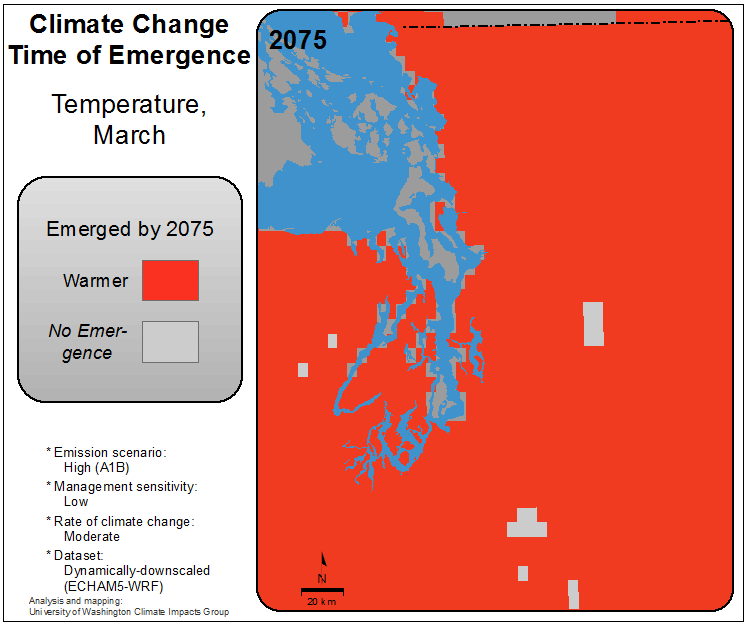 Climate Change
Time of Emergence
Temperature,
March
Emerged by 2075
Warmer
No Emer-
gence
* Emission scenario:
High (A1B)
* Management sensitivity:
Low
* Rate of climate change:
Moderate
* Dataset:
Dynamically-downscaled
(ECHAM5-WRF)
Analysis and mapping:
University of Washington Climate Impacts Group
2075
N
20 km